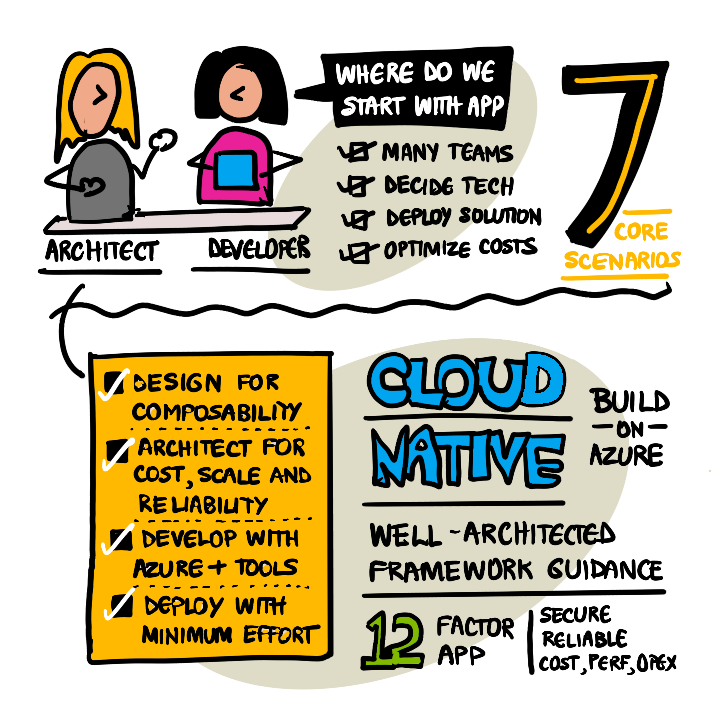 WHERE DO WE
START WITH APP
MANY TEAMS
DECIDE TECH
DEPLOY SOLUTION
OPTIMIZE COSTS
ARCHITECT
DEVELOPER
7
CORE
SCENARIOS
DESIGN FOR
COMPOSABILITY
ARCHITECT FOR
COST, SCALE AND
RELIABILITY
DEVELOP WITH
AZURE + TOOLS
DEPLOY WITH
MINIMUM EFFORT
CLOUD
NATIVE
BUILD
-ON-
AZURE
WELL-ARCHITECTED
FRAMEWORK GUIDANCE
12
FACTOR
APP
SECURE
RELIABLE
COST, PERF, OPEX